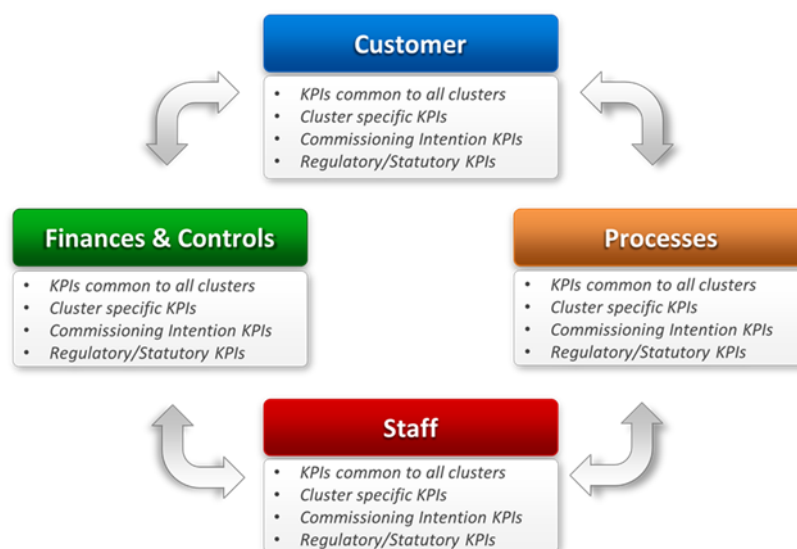 Customer
• KPIs common to all clusters
• Cluster specific KPIs
• Commissioning Intention KPIs
• Regulatory/Statutory KPIs
Finances & Controls
• KPIs common to all clusters
• Cluster specific KPIs
• Commissioning Intention KPIs
• Regulatory/Statutory KPIs
Processes
• KPIs common to all clusters
• Cluster specific KPIs
• Commissioning Intention KPIs
• Regulatory/Statutory KPIs
Staff
• KPIs common to all clusters
• Cluster specific KPIs
• Commissioning Intention KPIs
• Regulatory/Statutory KPIs